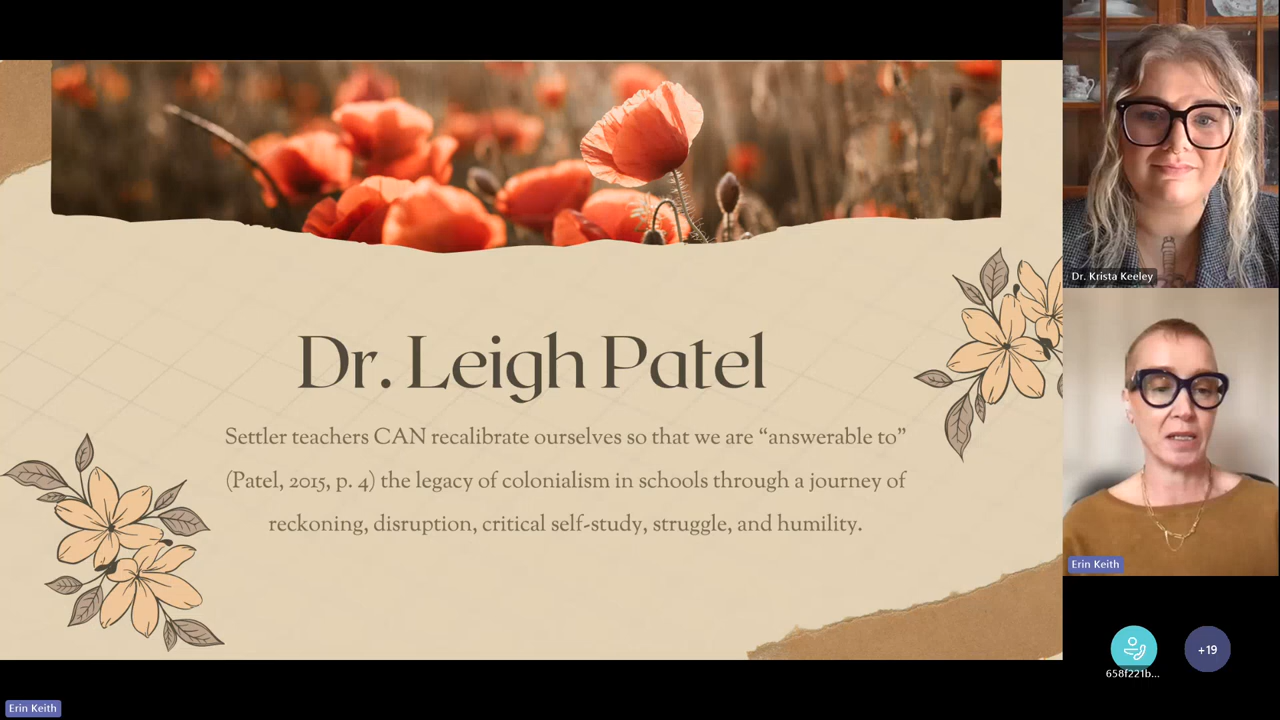 Dr. Leigh Patel
Settler teachers CAN recalibrate ourselves so that we are “answerable to”
(Patel, 2015, p. 4) the legacy of colonialism in schools through a journey of
reckoning, disruption, critical self-study, struggle, and humility.
Dr. Krista Keeley
Erin Keith
658f221b...
+19
Erin Keith